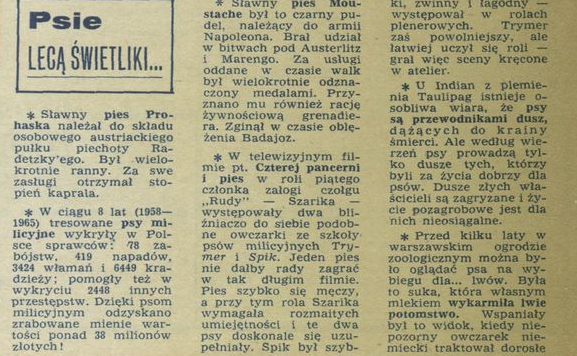 Psie
LECĄ ŚWIETLIKI...
* Sławny pies Pro-
haska należał do składu
osobowego austriackiego
pułku piechoty Ra-
detzky'ego. Był wielo-
krotnie ranny. Za swe
zasługi otrzymał sto-
pień kaprala.
* W ciągu 8 lat (1958—
1965) tresowane psy mi-
licyjne wykryły w Pol-
sce sprawców: 78 za-
bójstw, 419 napadów,
3424 włamań i 6449 kra-
dzieży; pomogły też w
wykryciu 2448 innych
przestępstw. Dzięki psom
milicyjnym odzyskano
zrabowane mienie war-
tości ponad 38 milionów
złotych!
* Sławny pies Mou-
stache był to czarny pu-
del, należący do armii
Napoleona. Brał udział
w bitwach pod Austerlitz
i Marengo. Za usługi
oddane w czasie walk
był wielokrotnie odzna-
czony medalami. Przy-
znano mu również rację
żywnościową grenadie-
ra. Zginął w czasie oblę-
żenia Badajoz.
* W telewizyjnym fil-
mie pt. Czterej pancerni
i pies w roli piątego
członka załogi czołgu
„Rudy" — Szarika —
występowały dwa bli-
źniaczo do siebie podob-
ne owczarki ze szkoły
psów milicyjnych Try-
mer i Spik. Jeden pies
nie dałby rady zagrać
w tak długim filmie.
Pies szybko się męczy,
a przy tym rola Szarika
wymagała rozmaitych
umiejętności i te dwa
psy doskonale się uzu-
pełniały. Spik był szyb-
ki, zwinny i łagodny —
występował w rolach
plenerowych. Trymer
zaś powolniejszy, ale
łatwiej uczył się roli —
grał więc sceny kręcone
w atelier.
* U Indian z plemie-
nia Taulipag istnieje o-
sobliwa wiara, że psy
są przewodnikami dusz,
dążących do krainy
śmierci. Ale według wie-
rzeń psy prowadzą tyl-
ko dusze tych, którzy
byli za życia dobrzy dla
psów. Dusze złych wła-
ścicieli są zagryzane i ży-
cie pozagrobowe jest dla
nich nieosiągalne.
* Przed kilku laty w
warszawskim ogrodzie
zoologicznym można by-
ło oglądać psa na wy-
biegu dla... lwów. Była
to suka, która własnym
mlekiem wykarmiła lwie
potomstwo. Wspaniały
był to widok, kiedy nie-
pozorny owczarek nie-
miecki traktował dorosłe